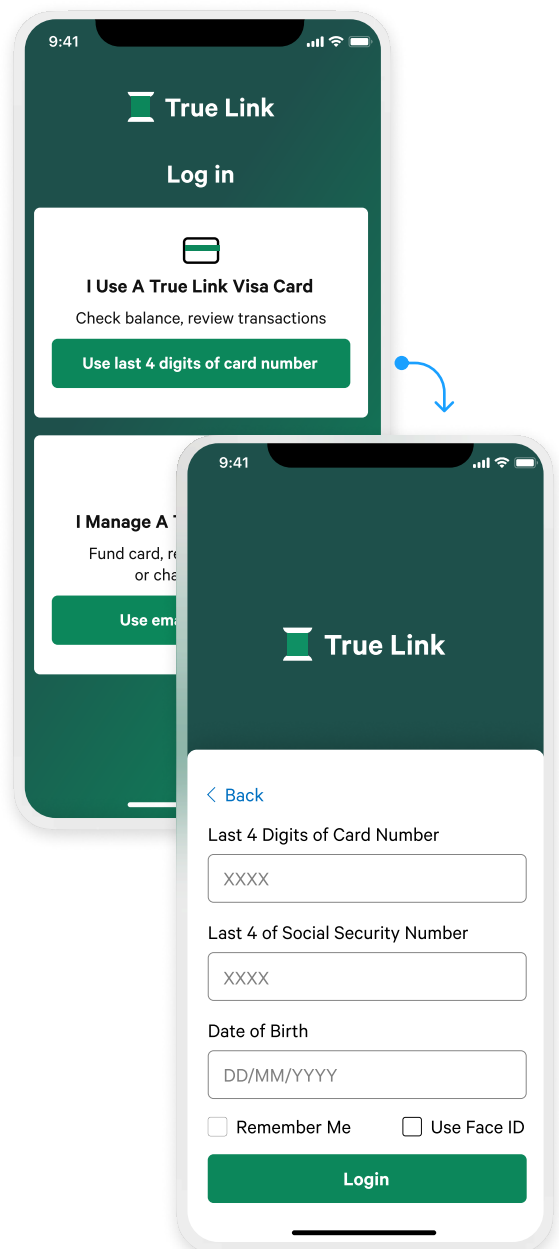 9:41
True Link
Log in
I Use A True Link Visa Card
Check balance, review transactions
Use last 4 digits of card number
I Manage A
Fund card,
or
Use
9:41
True Link
Back
Last 4 Digits of Card Number
XXXX
Last 4 of Social Security Number
XXXX
Date of Birth
DD/MM/YYYY
Remember Me
Use Face ID
Login